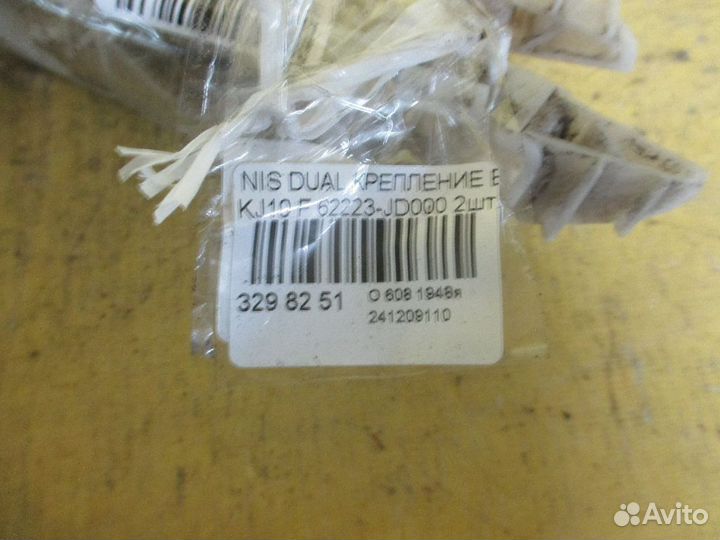 NIS DUAL КРЕПЛЕНИЕ Б
KJ10 F 62223-JD000 2шт
329 82 51
О 608 1948я
241209110
Avito